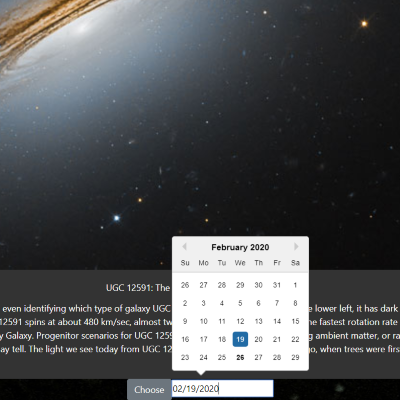 February 2020
Su Mo Tu We Th Fr Sa
26 27 28 29 30 31 1
2 3 4 5 6 7 8
9 10 11 12 13 14 15
16 17 18 19 20 21 22
23 24 25 26 27 28 29
UGC 12591: The
even identifying which type of galaxy UGC e lower left, it has dark
12591 spins at about 480 km/sec, almost tw he fastest rotation rate
y Galaxy. Progenitor scenarios for UGC 1259 g ambient matter, or ra
ay tell. The light we see today from UGC 12 go, when trees were firs
Choose 02/19/2020